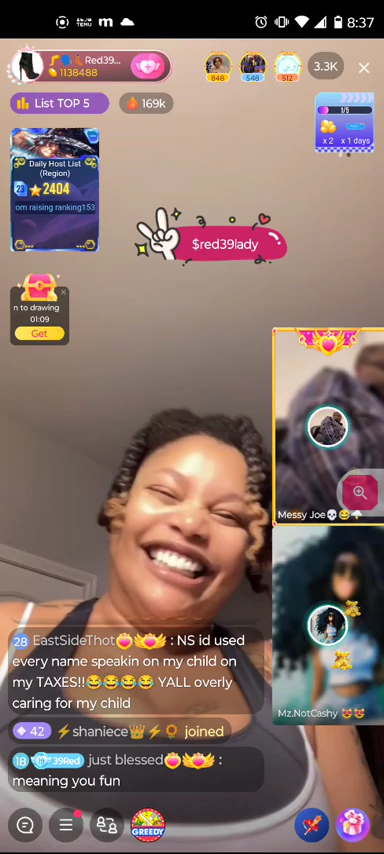 TEMU
m
8:37
Red39...
1138488
848
548
512
3.3K
List TOP 5
169k
1/5
x 2 x 1 days
Daily Host List
(Region)
23 2404
om raising ranking153
$red39lady
n to drawing
01:09
Get
Messy Joe💀😂🌩
28 EastSideThot : NS id used
every name speakin on my child on
my TAXES!!😂😂😂😂 YALL overly
caring for my child
Mz.NotCashy 😻😻
42 ⚡shaniece👑⚡🌻 joined
18 39Red just blessed :
meaning you fun
GREEDY